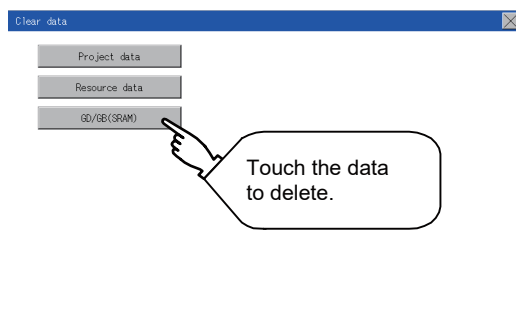 Clear data
Project data
Resource data
GD/GB(SRAM)
Touch the data
to delete.